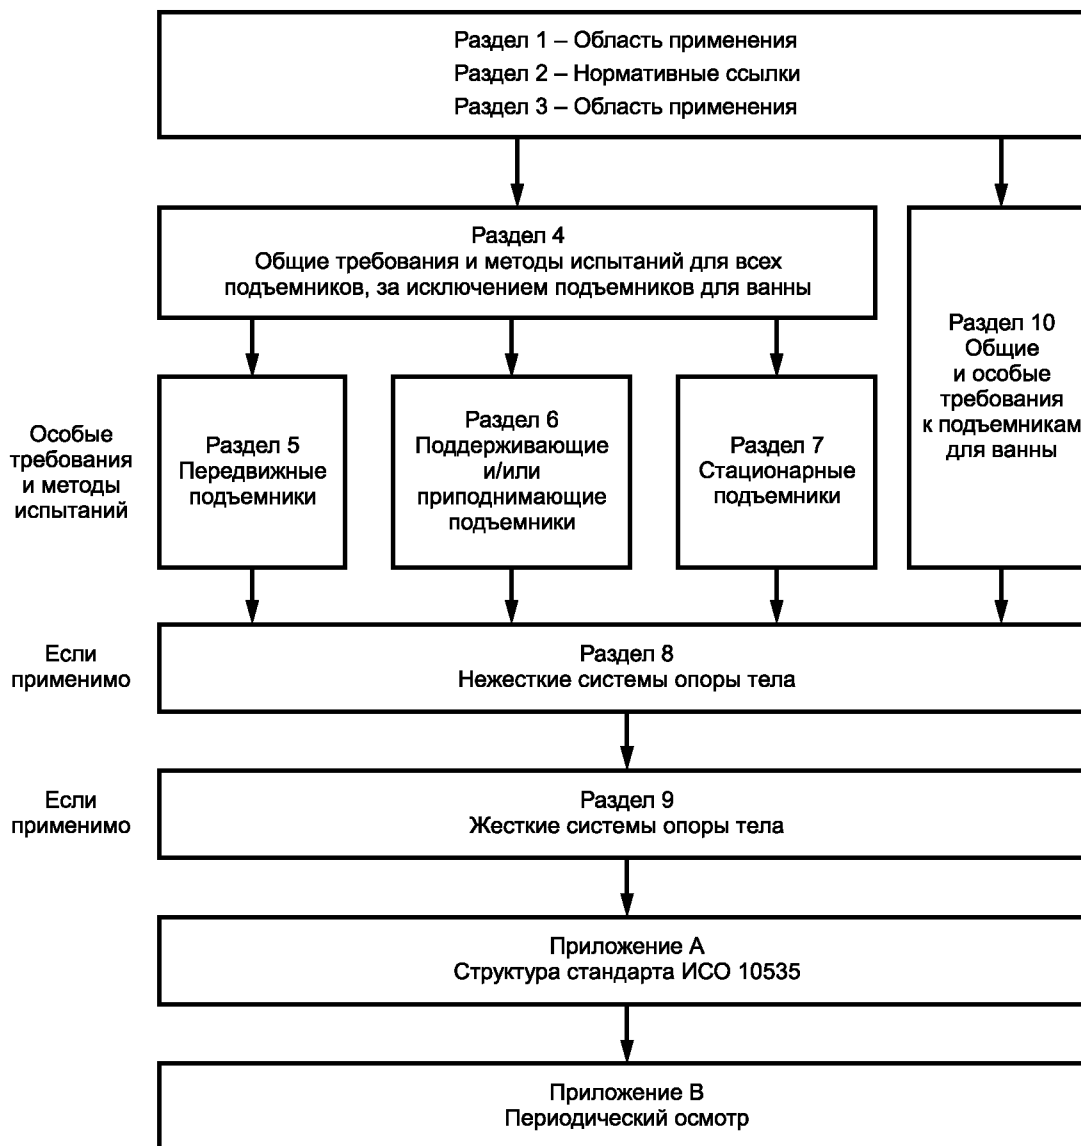 Раздел 1 – Область применения
Раздел 2 – Нормативные ссылки
Раздел 3 – Область применения
Раздел 4
Общие требования и методы испытаний для всех
подъемников, за исключением подъемников для ванны
Раздел 10
Общие
и особые
требования
к подъемникам
для ванны
Особые
требования
и методы
испытаний
Раздел 5
Передвижные
подъемники
Раздел 6
Поддерживающие
и/или
приподнимающие
подъемники
Раздел 7
Стационарные
подъемники
Если
применимо
Раздел 8
Нежесткие системы опоры тела
Если
применимо
Раздел 9
Жесткие системы опоры тела
Приложение А
Структура стандарта ИСО 10535
Приложение В
Периодический осмотр